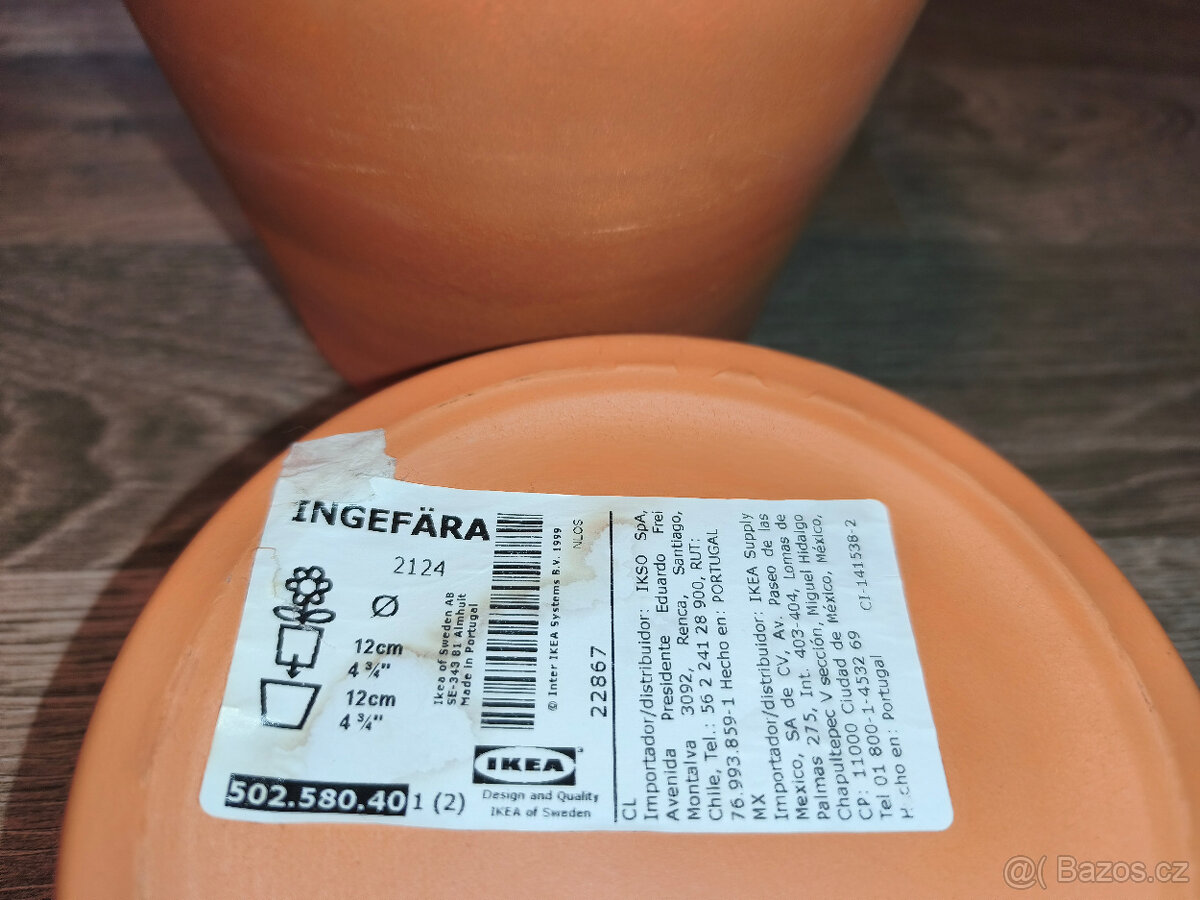 INGEFÄRA
2124
Ø
12cm
4 ¾"
12cm
4 ¾"
502.580.40 1 (2)
Ikea of Sweden AB
SE-343 81 Älmhult
Made in Portugal
© Inter IKEA Systems B.V. 1999
NLOS
22867
IKEA®
Design and Quality
IKEA of Sweden
CL
Importador/distribuidor: IKSO SpA,
Avenida Presidente Eduardo Frei
Montalva 3092, Renca, Santiago,
Chile, Tel.: 56 2 241 28 900, RUT:
76.993.859-1 Hecho en: PORTUGAL
MX
Importador/distribuidor: IKEA Supply
Mexico, SA de CV, Av. Paseo de las
Palmas 275, Int. 403-404, Lomas de
Chapultepec V sección, Miguel Hidalgo
CP: 11000 Ciudad de México, México,
Tel 01 800-1-4532 69 CI-141538-2
Hecho en: Portugal
@( Bazos.cz